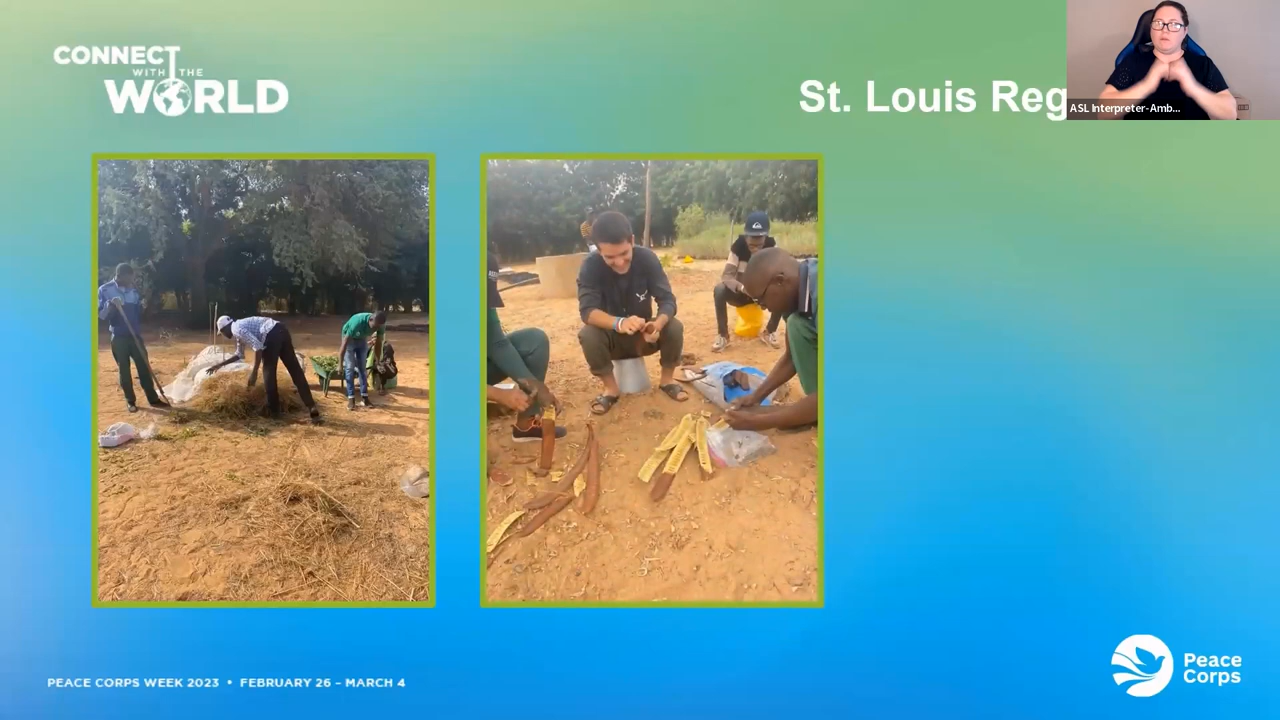 CONNECT
WITH THE
WORLD
St. Louis Reg
ASL Interpreter-Amb...
PEACE CORPS WEEK 2023 • FEBRUARY 26 – MARCH 4
Peace
Corps